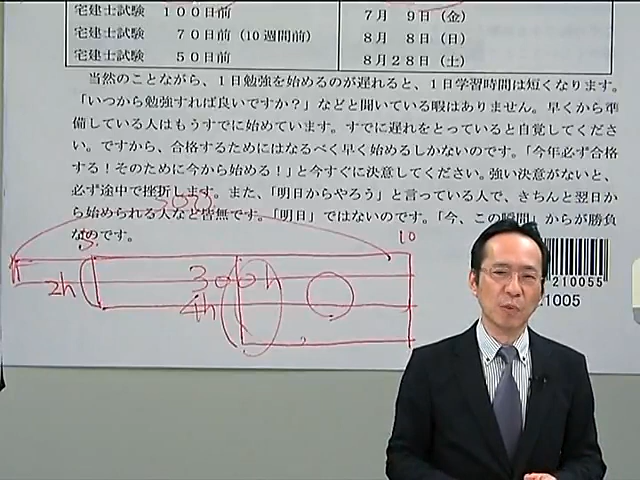 宅建士試験 100日前 7月 9日(金)
宅建士試験 70日前(10週間前) 8月 8日(日)
宅建士試験 50日前 8月28日(土)
当然のことながら、1日勉強を始めるのが遅れると、1日学習時間は短くなります。
「いつから勉強すれば良いですか?」などと聞いている暇はありません。早くから準
備している人はもうすでに始めています。すでに遅れをとっていると自覚してくださ
い。ですから、合格するためにはなるべく早く始めるしかないのです。「今年必ず合格
する!そのために今から始める!」と今すぐに決意してください。強い決意がないと、
必ず途中で挫折します。また、「明日からやろう」と言っている人で、きちんと翌日か
ら始められる人など皆無です。「明日」ではないのです。「今、この瞬間」からが勝負
なのです。
10
2h
300h
4h
210055
1005